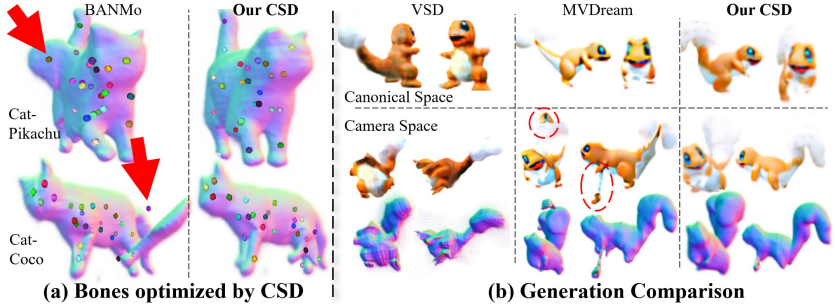 BANMo
Our CSD
VSD
MVDream
Our CSD
Cat-
Pikachu
Canonical Space
Camera Space
Cat-
Coco
(a) Bones optimized by CSD
(b) Generation Comparison